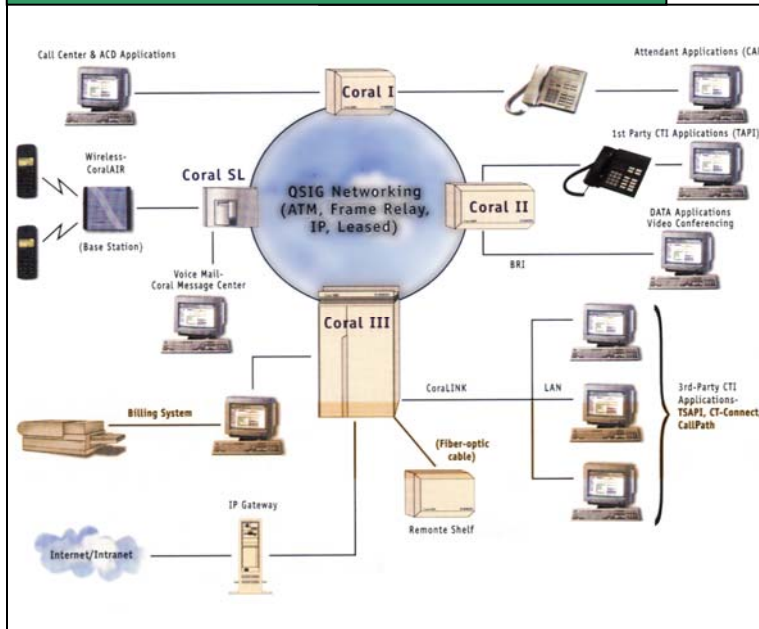 Call Center & ACD Applications
Coral I
Attendant Applications (CAP
1st Party CTI Applications (TAPI)
Wireless-
CoralAIR
Coral SL
QSIG Networking
(ATM, Frame Relay,
IP, Leased)
Coral II
(Base Station)
DATA Applications
Video Conferencing
BRI
Voice Mail-
Coral Message Center
Coral III
CoraLINK
LAN
3rd-Party CTI
Applications-
TSAPI, CT-Connect
CallPath
Billing System
(Fiber-optic
cable)
IP Gateway
Remonte Shelf
Internet/Intranet